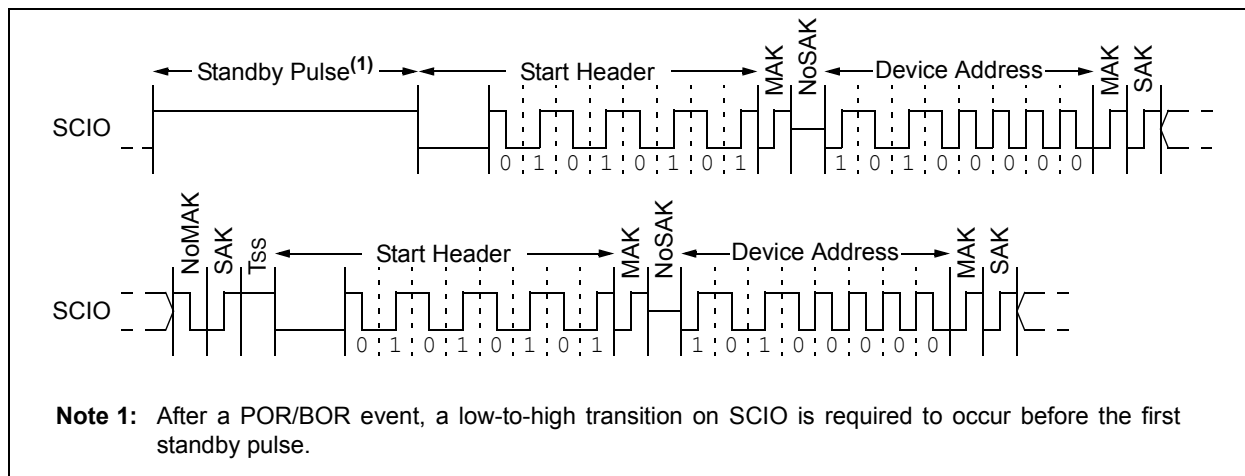 Standby Pulse(1) Start Header MAK NoSAK Device Address MAK SAK
SCIO
0 1 0 1 0 1 0 1 1 0 1 0 0 0 0 0
NoMAK SAK TSS Start Header MAK NoSAK Device Address MAK SAK
SCIO
0 1 0 1 0 1 0 1 1 0 1 0 0 0 0 0
Note 1: After a POR/BOR event, a low-to-high transition on SCIO is required to occur before the first
standby pulse.